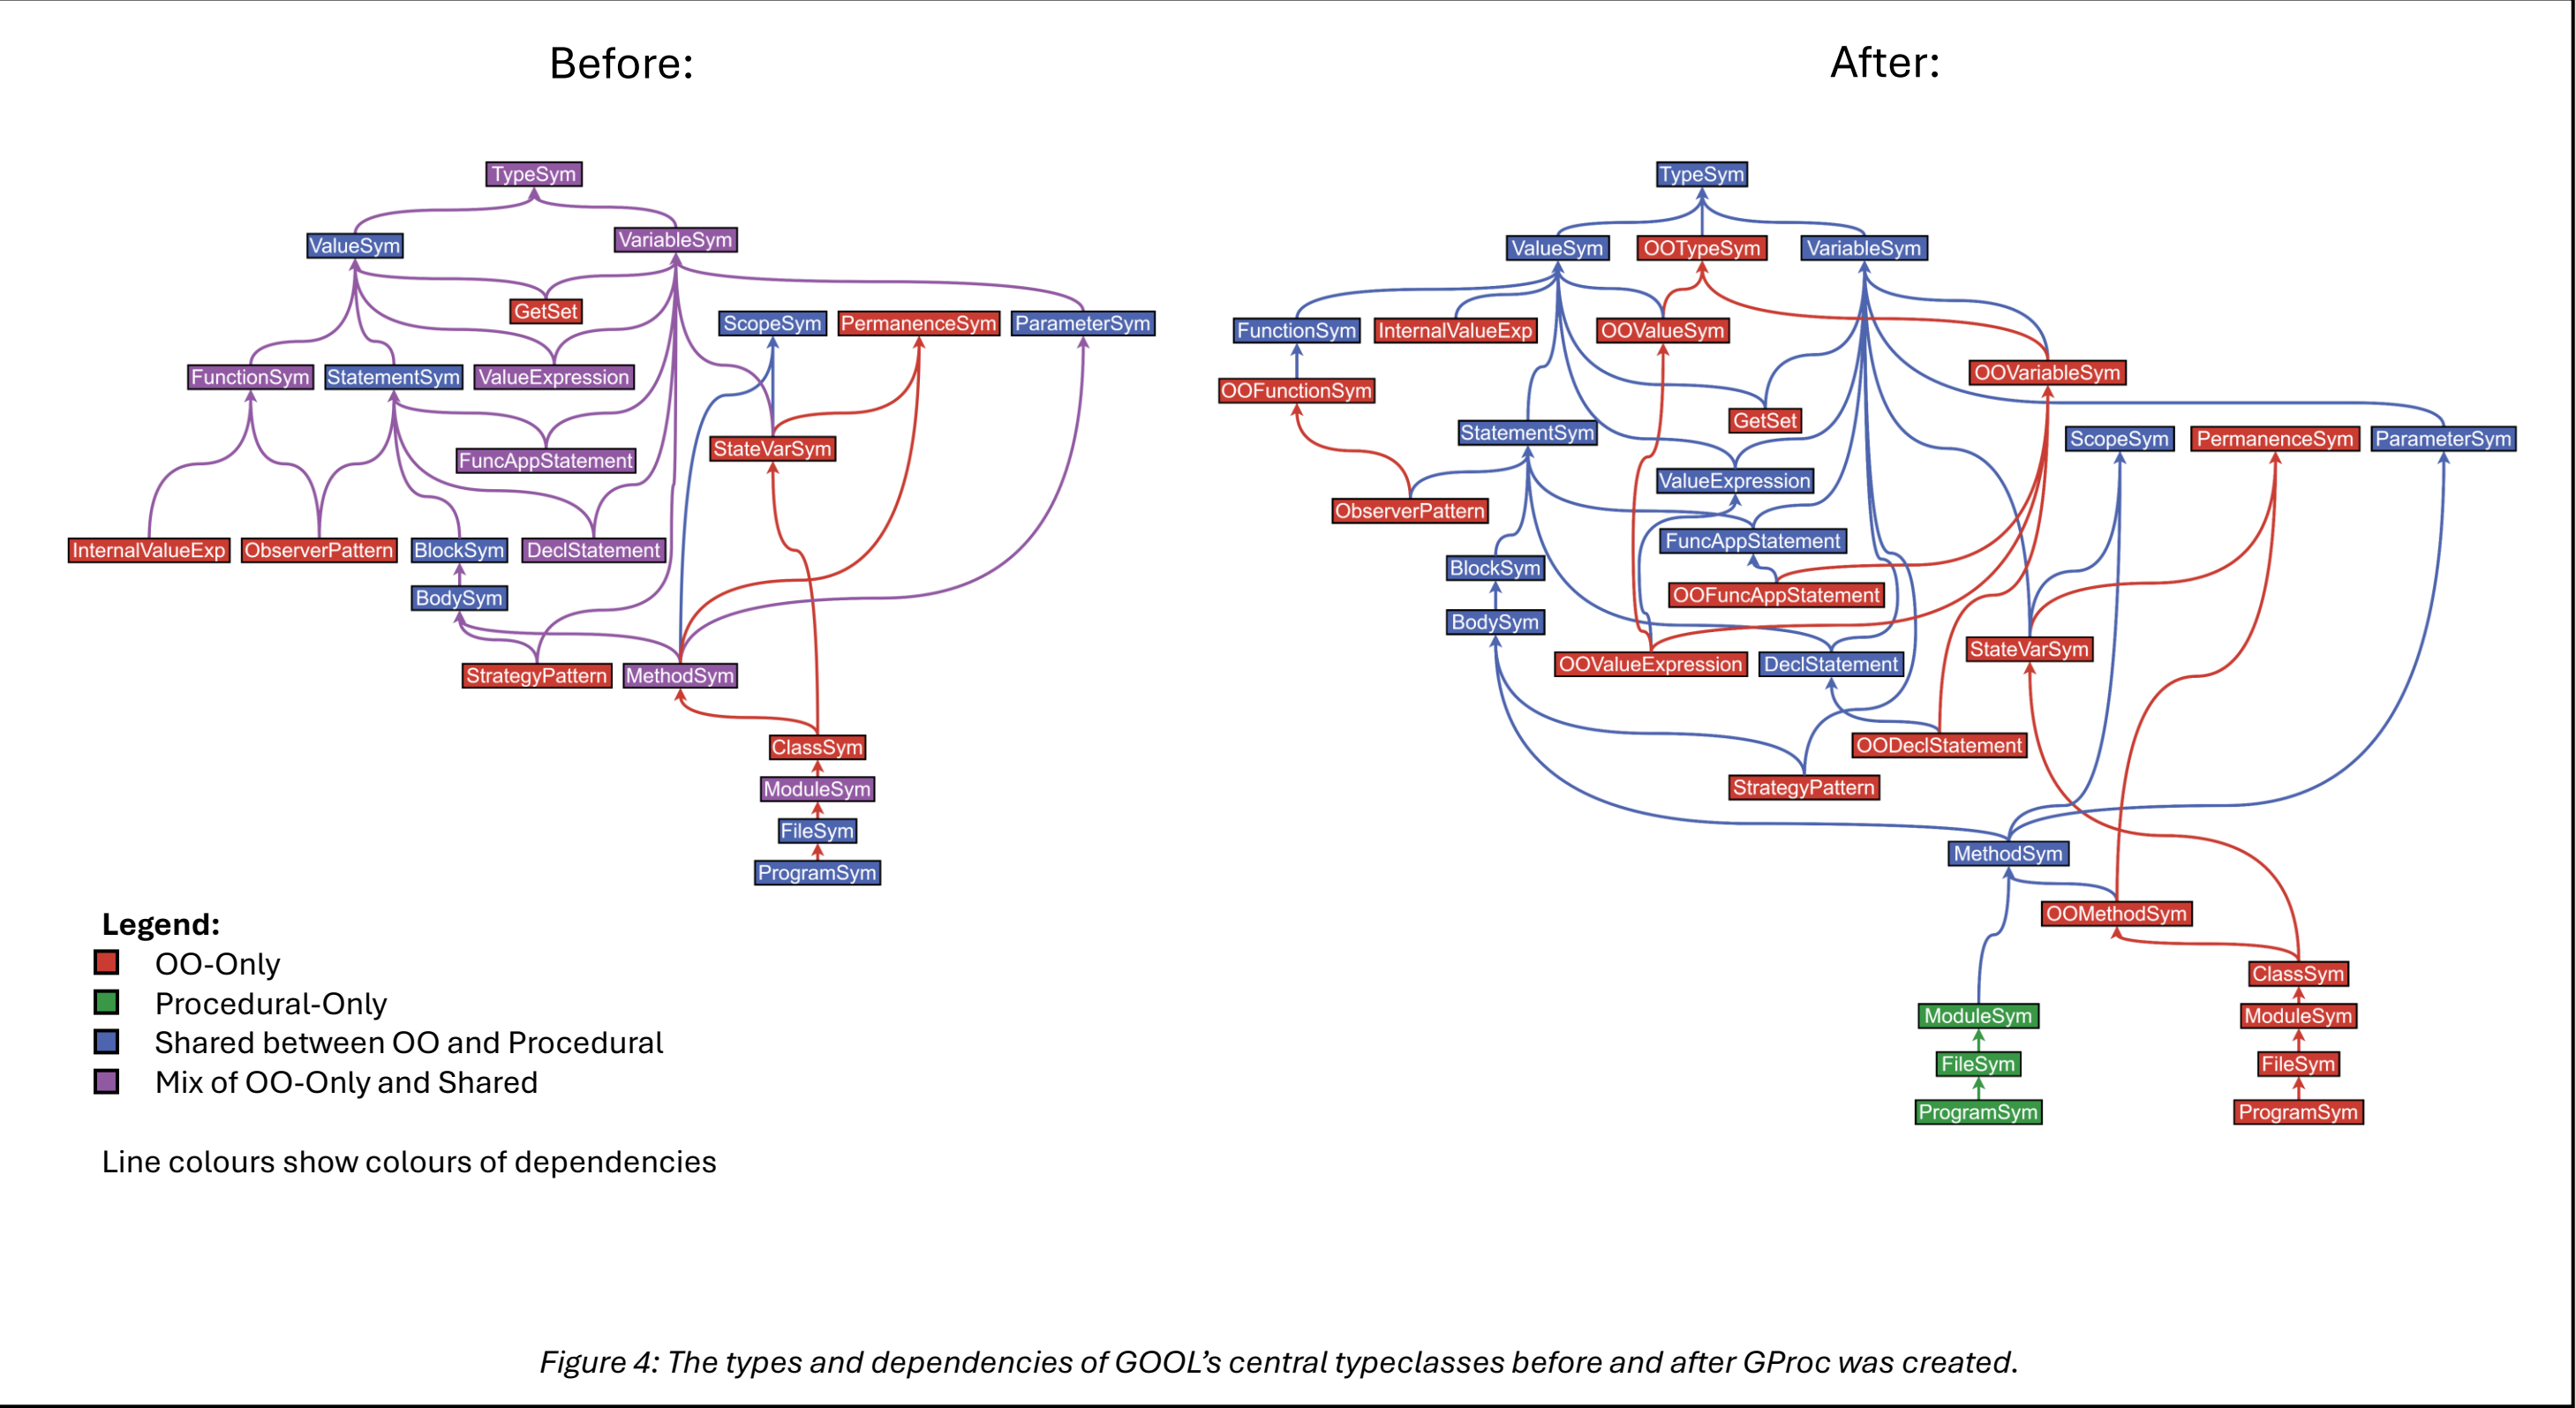 Before:
TypeSym
ValueSym
VariableSym
GetSet
ScopeSym
PermanenceSym
ParameterSym
FunctionSym
StatementSym
ValueExpression
StateVarSym
FuncAppStatement
InternalValueExp
ObserverPattern
BlockSym
DeclStatement
BodySym
StrategyPattern
MethodSym
ClassSym
ModuleSym
FileSym
ProgramSym
Legend:
OO-Only
Procedural-Only
Shared between OO and Procedural
Mix of OO-Only and Shared
Line colours show colours of dependencies
After:
TypeSym
ValueSym
OOTypeSym
VariableSym
FunctionSym
InternalValueExp
OOValueSym
OOVariableSym
OOFunctionSym
GetSet
StatementSym
ScopeSym
PermanenceSym
ParameterSym
ValueExpression
ObserverPattern
FuncAppStatement
BlockSym
OOFuncAppStatement
BodySym
StateVarSym
OOValueExpression
DeclStatement
OODeclStatement
StrategyPattern
MethodSym
OOMethodSym
ClassSym
ModuleSym
ModuleSym
FileSym
FileSym
ProgramSym
ProgramSym
Figure 4: The types and dependencies of GOOL’s central typeclasses before and after GProc was created.